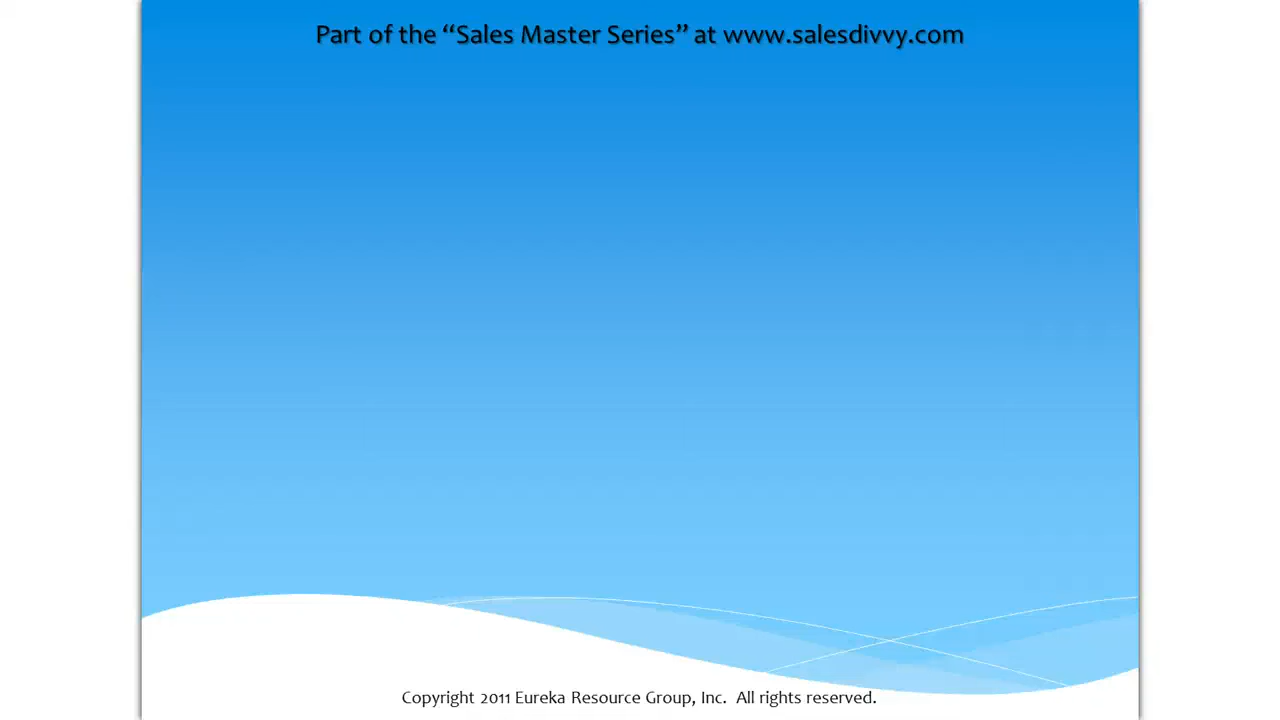 Part of the “Sales Master Series” at www.salesdivvy.com
Copyright 2011 Eureka Resource Group, Inc.  All rights reserved.